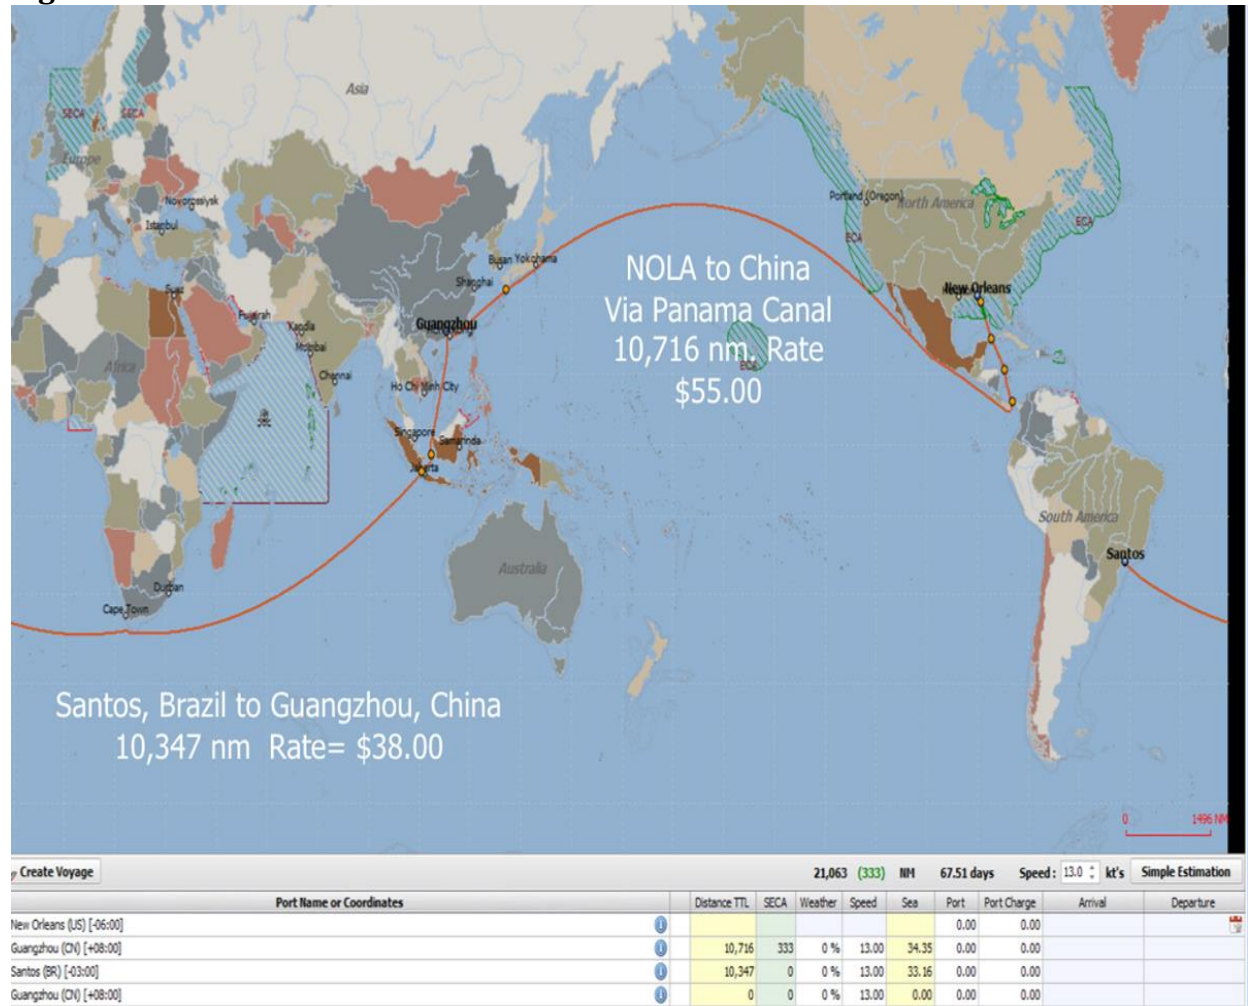 SECA
SECA
Asia
Europe
Novorossiysk
Istanbul
Suez
Fujairah
Kandla
Mumbai
Chennai
Africa
Busan Yokohama
Shanghai
Guangzhou
Ho Chi Minh City
Singapore
Samarinda
Jakarta
Durban
Cape Town
Australia
Portland (Oregon)
North America
ECA
ECA
ECA
New Orleans
South America
Santos
NOLA to China
Via Panama Canal
10,716 nm. Rate
$55.00
Santos, Brazil to Guangzhou, China
10,347 nm Rate= $38.00
0 1496 NM
Create Voyage 21,063 (333) NM 67.51 days Speed: 13.0 kt's Simple Estimation
Port Name or Coordinates Distance TTL SECA Weather Speed Sea Port Port Charge Arrival Departure
New Orleans (US) [-06:00] 0.00 0.00
Guangzhou (CN) [+08:00] 10,716 333 0 % 13.00 34.35 0.00 0.00
Santos (BR) [-03:00] 10,347 0 0 % 13.00 33.16 0.00 0.00
Guangzhou (CN) [+08:00] 0 0 0 % 13.00 0.00 0.00 0.00